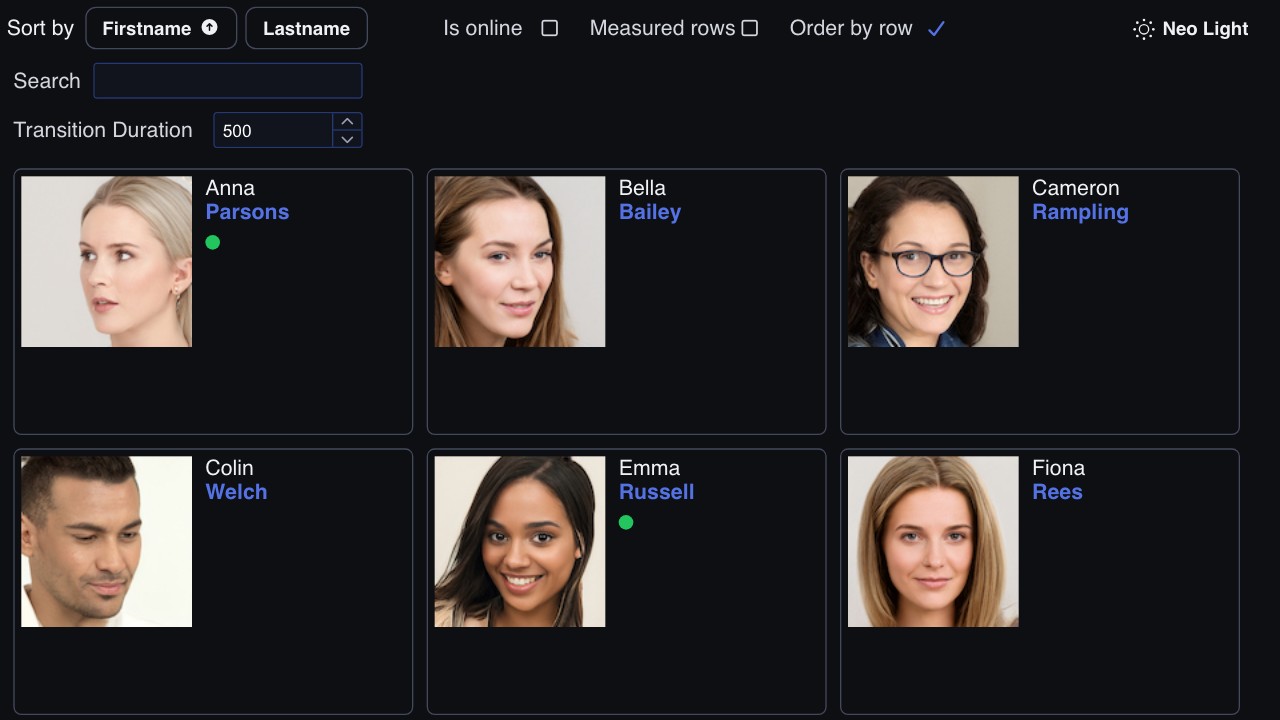 Sort by Firstname Lastname Is online Measured rows Order by row Neo Light
Search
Transition Duration 500
Anna
Parsons
Bella
Bailey
Cameron
Rampling
Colin
Welch
Emma
Russell
Fiona
Rees